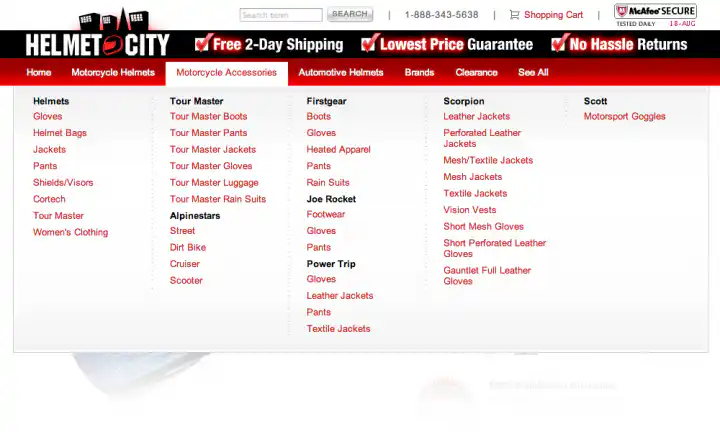 Search term
SEARCH
1-888-343-5638
Shopping Cart
McAfee SECURE
TESTED DAILY 18-AUG
HELMET CITY
Free 2-Day Shipping
Lowest Price Guarantee
No Hassle Returns
Home
Motorcycle Helmets
Motorcycle Accessories
Automotive Helmets
Brands
Clearance
See All
Helmets
Gloves
Helmet Bags
Jackets
Pants
Shields/Visors
Cortech
Tour Master
Women's Clothing
Tour Master
Tour Master Boots
Tour Master Pants
Tour Master Jackets
Tour Master Gloves
Tour Master Luggage
Tour Master Rain Suits
Alpinestars
Street
Dirt Bike
Cruiser
Scooter
Firstgear
Boots
Gloves
Heated Apparel
Pants
Rain Suits
Joe Rocket
Footwear
Gloves
Pants
Power Trip
Gloves
Leather Jackets
Pants
Textile Jackets
Scorpion
Leather Jackets
Perforated Leather
Jackets
Mesh/Textile Jackets
Mesh Jackets
Textile Jackets
Vision Vests
Short Mesh Gloves
Short Perforated Leather
Gloves
Gauntlet Full Leather
Gloves
Scott
Motorsport Goggles